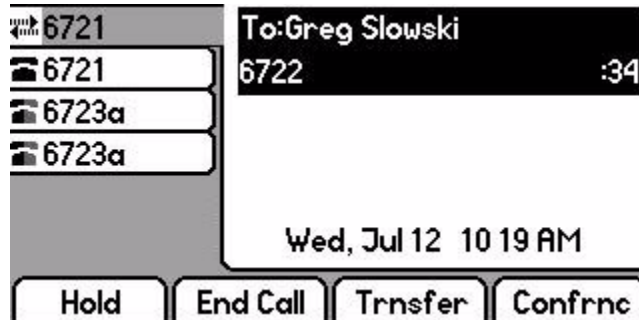 6721
6721
6723a
6723a
To:Greg Slowski
6722 :34
Wed, Jul 12 10 19 AM
Hold End Call Trnsfer Confrnc